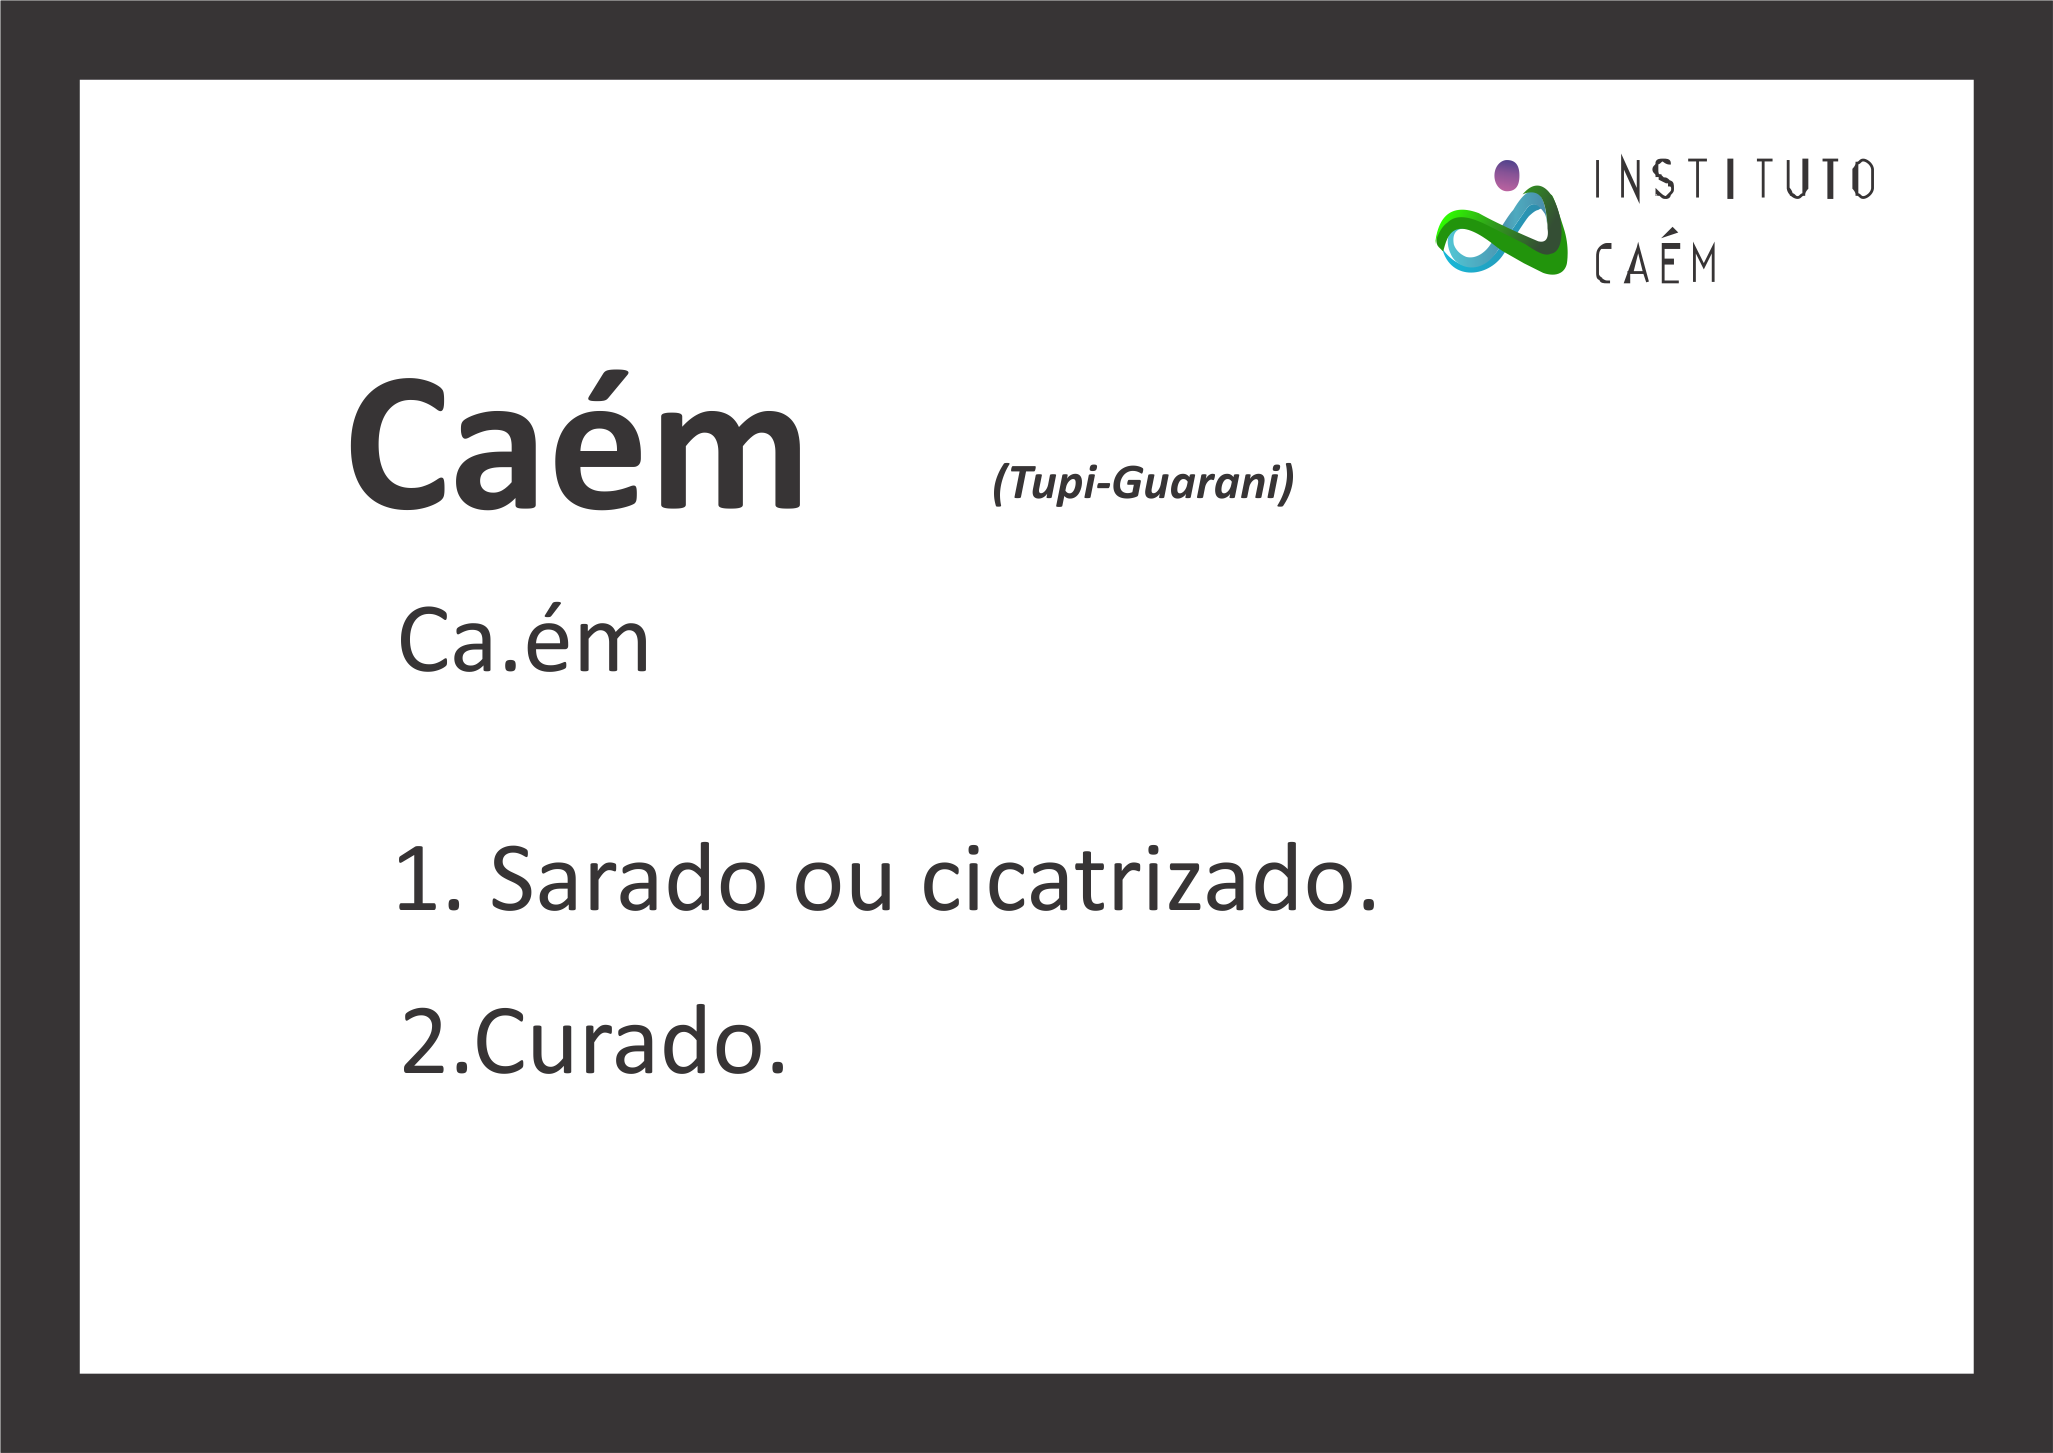 INSTITUTO
CAÉM
Caém (Tupi-Guarani)
Ca.ém
1. Sarado ou cicatrizado.
2.Curado.